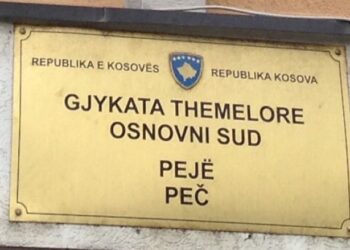 REPUBLIKA E KOSOVËS REPUBLIKA KOSOVA
GJYKATA THEMELORE
OSNOVNI SUD
PEJË
PEČ